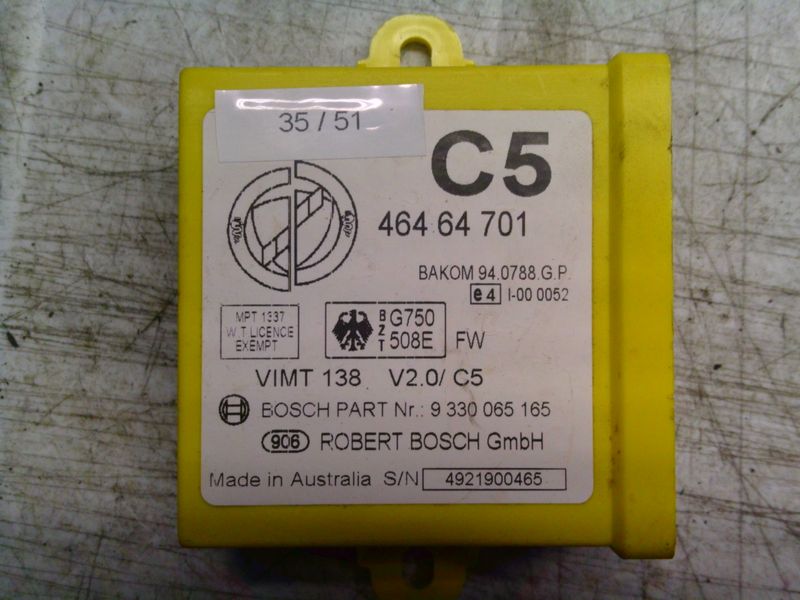 35 / 51
C5
464 64 701
BAKOM 94.0788.G.P.
e4 I-00 0052
MPT 1337
W.T LICENCE
EXEMPT
BZT
G750
508E
FW
VIMT 138 V2.0/ C5
BOSCH PART Nr.: 9 330 065 165
906 ROBERT BOSCH GmbH
Made in Australia S/N 4921900465